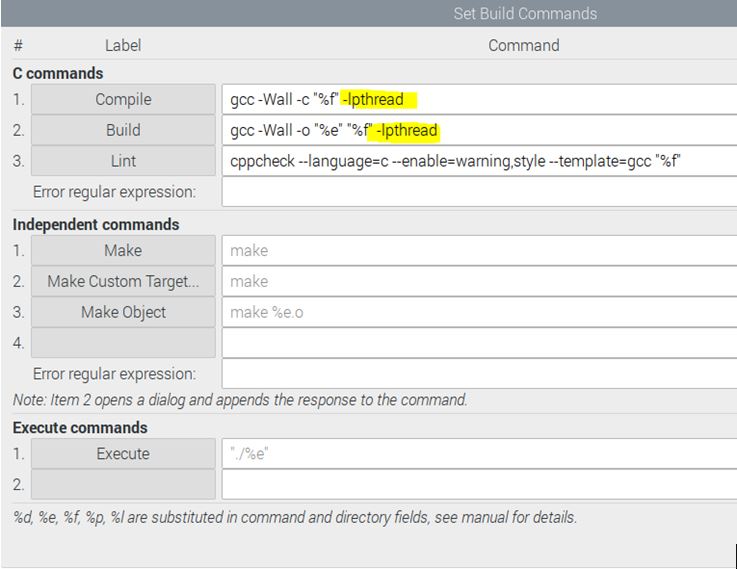 Set Build Commands
# Label Command
C commands
1. Compile gcc -Wall -c "%f" -lpthread
2. Build gcc -Wall -o "%e" "%f" -lpthread
3. Lint cppcheck --language=c --enable=warning,style --template=gcc "%f"
Error regular expression:
Independent commands
1. Make make
2. Make Custom Target... make
3. Make Object make %e.o
4.
Error regular expression:
Note: Item 2 opens a dialog and appends the response to the command.
Execute commands
1. Execute "./%e"
2.
%d, %e, %f, %p, %l are substituted in command and directory fields, see manual for details.